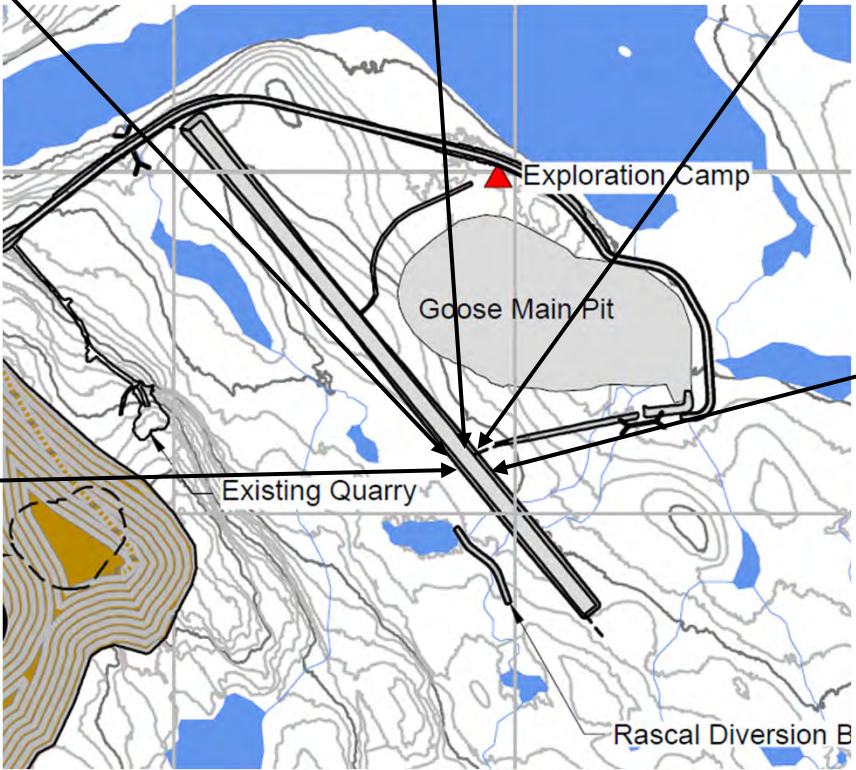 Exploration Camp
Goose Main Pit
Existing Quarry
Rascal Diversion B